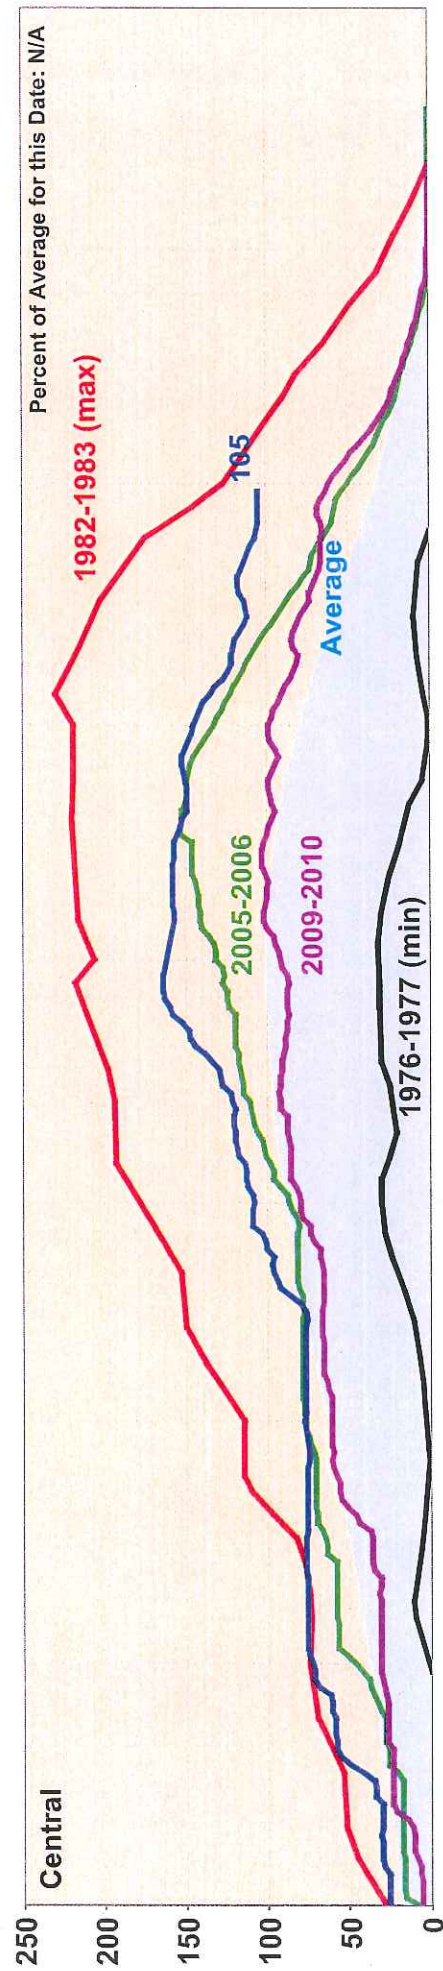 Central
Percent of Average for this Date: N/A
250
200
150
100
50
0
1982-1983 (max)
105
2005-2006
Average
2009-2010
1976-1977 (min)